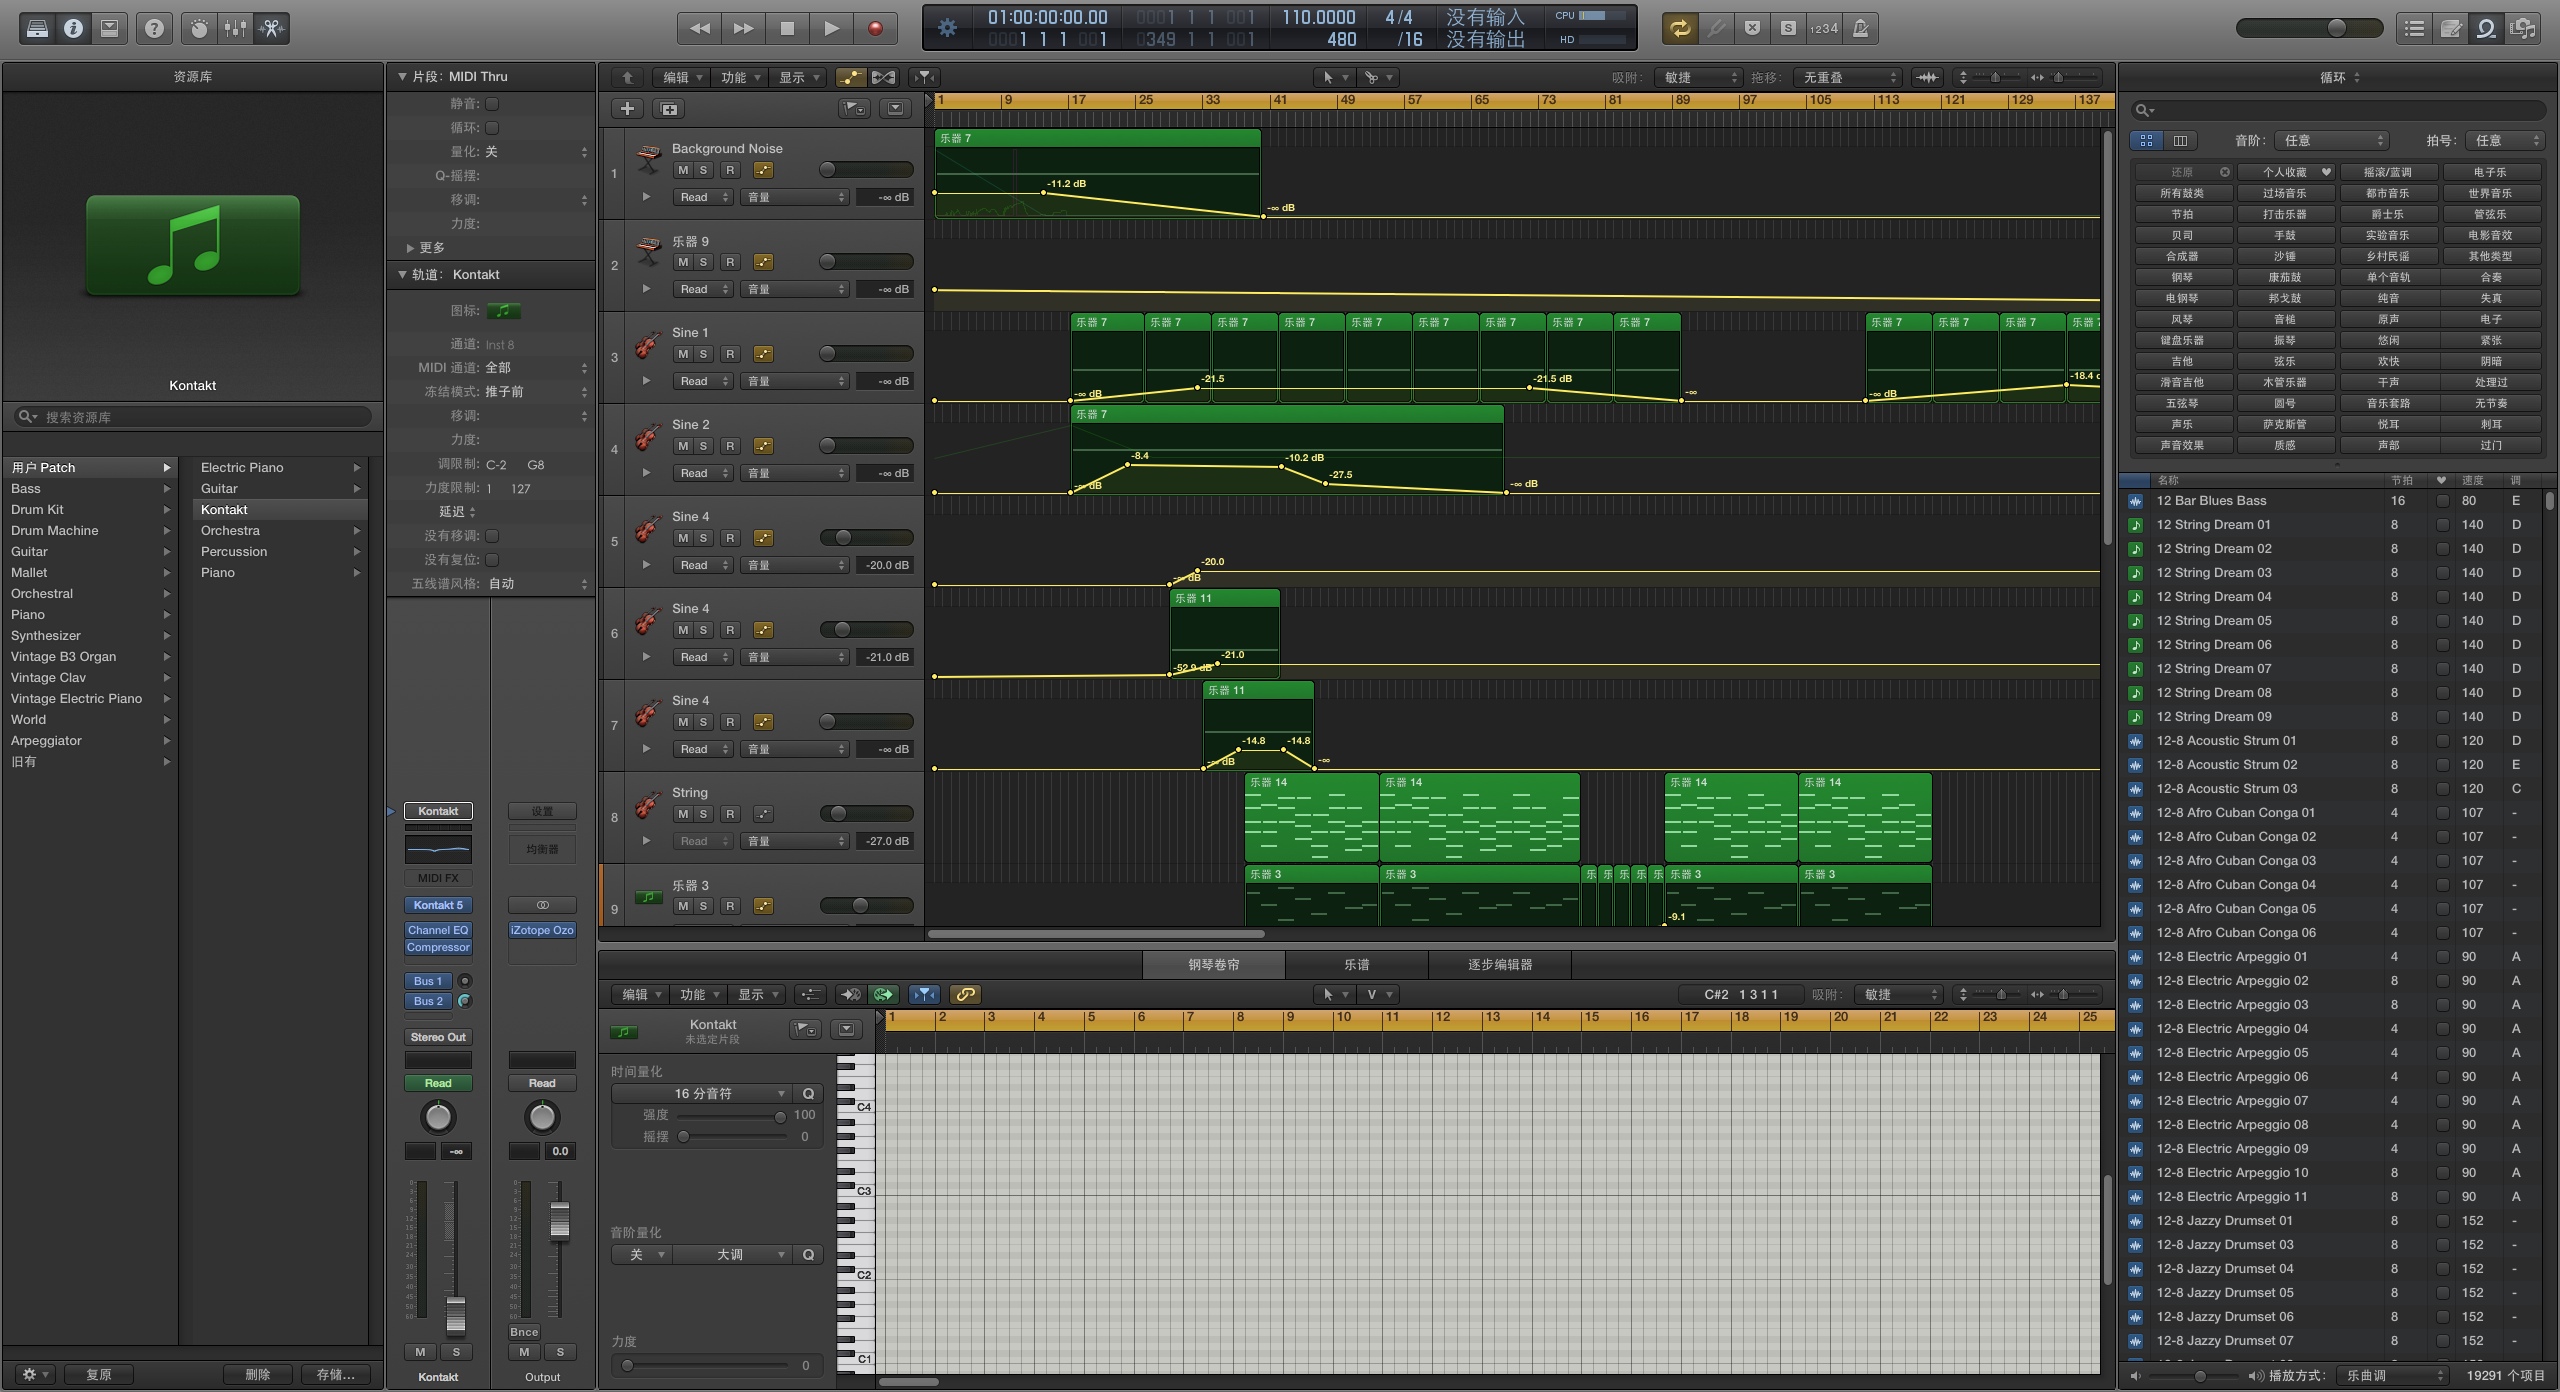 01:00:00:00.00
0001 1 1 001
110.0000
4/4
没有输入
CPU
0001 1 1 001
0349 1 1 001
480
/16
没有输出
HD
S
1234
资源库
Kontakt
搜索资源库
用户 Patch
Bass
Drum Kit
Drum Machine
Guitar
Mallet
Orchestral
Piano
Synthesizer
Vintage B3 Organ
Vintage Clav
Vintage Electric Piano
World
Arpeggiator
旧有
Electric Piano
Guitar
Kontakt
Orchestra
Percussion
Piano
复原
删除
存储...
片段：MIDI Thru
静音：
循环：
量化：关
Q-摇摆：
移调：
力度：
更多
轨道：Kontakt
图标：
通道：Inst 8
MIDI 通道：全部
冻结模式：推子前
移调：
力度：
调限制：C-2 G8
力度限制：1 127
延迟
没有移调：
没有复位：
五线谱风格：自动
Kontakt
MIDI FX
Kontakt 5
Channel EQ
Compressor
Bus 1
Bus 2
Stereo Out
Read
-∞
M S
Kontakt
设置
均衡器
iZotope Ozo
Read
0.0
Bnce
M S
Output
编辑 功能 显示
吸附： 敏捷 拖移： 无重叠
1 9 17 25 33 41 49 57 65 73 81 89 97 105 113 121 129 137
1
Background Noise
M S R
Read 音量 -∞ dB
乐器 7
-11.2 dB
-∞ dB
2
乐器 9
M S R
Read 音量 -∞ dB
3
Sine 1
M S R
Read 音量 -∞ dB
乐器 7 乐器 7 乐器 7 乐器 7 乐器 7 乐器 7 乐器 7 乐器 7 乐器 7 乐器 7 乐器 7 乐器 7 乐器 7
-∞ dB -21.5 -21.5 dB -∞ -∞ dB -18.4
4
Sine 2
M S R
Read 音量 -∞ dB
乐器 7
-∞ dB -8.4 -10.2 dB -27.5 -∞ dB
5
Sine 4
M S R
Read 音量 -20.0 dB
-∞ dB -20.0
6
Sine 4
M S R
Read 音量 -21.0 dB
乐器 11
-52.9 dB -21.0
7
Sine 4
M S R
Read 音量 -∞ dB
乐器 11
-∞ dB -14.8 -14.8 -∞
8
String
M S R
Read 音量 -27.0 dB
乐器 14 乐器 14 乐器 14 乐器 14
9
乐器 3
M S R
乐器 3 乐器 3 乐器 3 乐器 3
-9.1
钢琴卷帘 乐谱 逐步编辑器
编辑 功能 显示
V
C#2 1 3 1 1
吸附： 敏捷
Kontakt
未选定片段
1 2 3 4 5 6 7 8 9 10 11 12 13 14 15 16 17 18 19 20 21 22 23 24 25
时间量化
16 分音符 Q
强度 100
摇摆 0
音阶量化
关 大调 Q
力度
0
C4
C3
C2
C1
循环
音阶： 任意 拍号： 任意
还原 个人收藏 摇滚/蓝调 电子乐
所有鼓类 过场音乐 都市音乐 世界音乐
节拍 打击乐器 爵士乐 管弦乐
贝司 手鼓 实验音乐 电影音效
合成器 沙锤 乡村民谣 其他类型
钢琴 康茄鼓 单个音轨 合奏
电钢琴 邦戈鼓 纯音 失真
风琴 音槌 原声 电子
键盘乐器 振琴 悠闲 紧张
吉他 弦乐 欢快 阴暗
滑音吉他 木管乐器 干声 处理过
五弦琴 圆号 音乐套路 无节奏
声乐 萨克斯管 悦耳 刺耳
声音效果 质感 声部 过门
名称 节拍 速度 调
12 Bar Blues Bass 16 80 E
12 String Dream 01 8 140 D
12 String Dream 02 8 140 D
12 String Dream 03 8 140 D
12 String Dream 04 8 140 D
12 String Dream 05 8 140 D
12 String Dream 06 8 140 D
12 String Dream 07 8 140 D
12 String Dream 08 8 140 D
12 String Dream 09 8 140 D
12-8 Acoustic Strum 01 8 120 D
12-8 Acoustic Strum 02 8 120 E
12-8 Acoustic Strum 03 8 120 C
12-8 Afro Cuban Conga 01 4 107 -
12-8 Afro Cuban Conga 02 4 107 -
12-8 Afro Cuban Conga 03 4 107 -
12-8 Afro Cuban Conga 04 4 107 -
12-8 Afro Cuban Conga 05 4 107 -
12-8 Afro Cuban Conga 06 4 107 -
12-8 Electric Arpeggio 01 4 90 A
12-8 Electric Arpeggio 02 4 90 A
12-8 Electric Arpeggio 03 4 90 A
12-8 Electric Arpeggio 04 4 90 A
12-8 Electric Arpeggio 05 4 90 A
12-8 Electric Arpeggio 06 4 90 A
12-8 Electric Arpeggio 07 4 90 A
12-8 Electric Arpeggio 08 4 90 A
12-8 Electric Arpeggio 09 4 90 A
12-8 Electric Arpeggio 10 8 90 A
12-8 Electric Arpeggio 11 8 90 A
12-8 Jazzy Drumset 01 8 152 -
12-8 Jazzy Drumset 03 8 152 -
12-8 Jazzy Drumset 04 8 152 -
12-8 Jazzy Drumset 05 8 152 -
12-8 Jazzy Drumset 06 8 152 -
12-8 Jazzy Drumset 07 8 152 -
播放方式： 乐曲调 19291 个项目